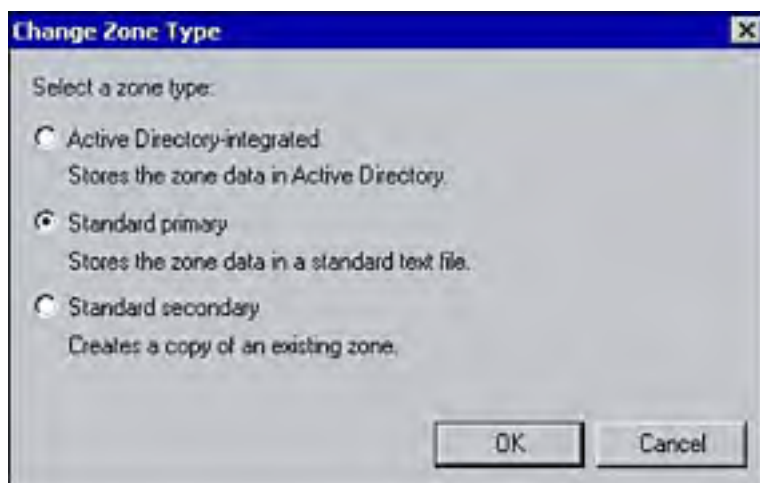 Change Zone Type
Select a zone type:
Active Directory-integrated
Stores the zone data in Active Directory.
Standard primary
Stores the zone data in a standard text file.
Standard secondary
Creates a copy of an existing zone.
OK Cancel